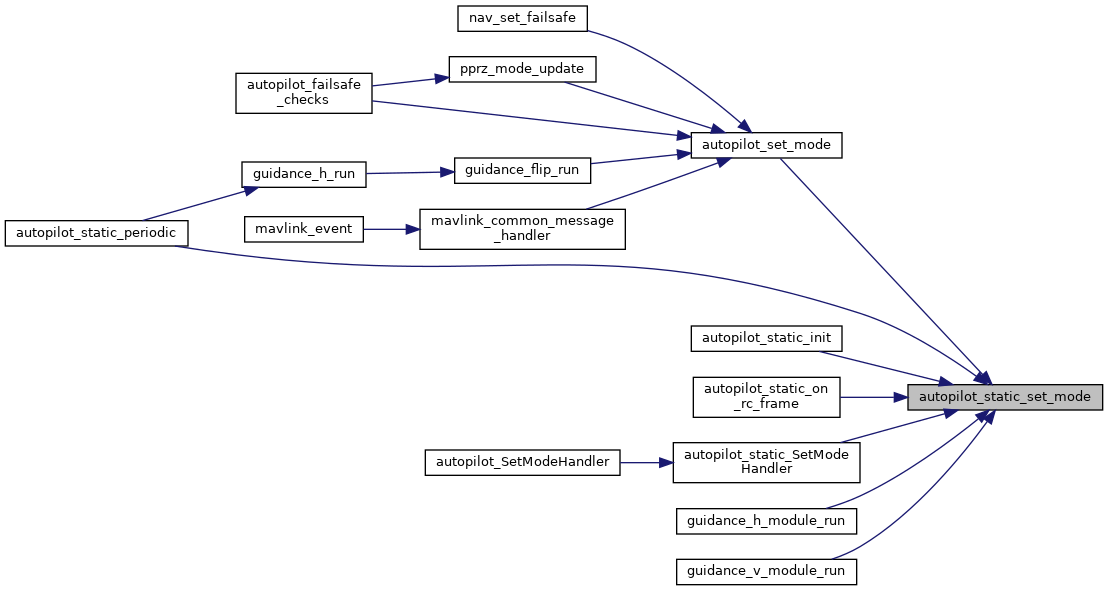 nav_set_failsafe
pprz_mode_update
autopilot_failsafe
_checks
autopilot_set_mode
guidance_flip_run
guidance_h_run
mavlink_common_message
_handler
mavlink_event
autopilot_static_periodic
autopilot_static_init
autopilot_static_on
_rc_frame
autopilot_static_set_mode
autopilot_static_SetMode
Handler
autopilot_SetModeHandler
guidance_h_module_run
guidance_v_module_run